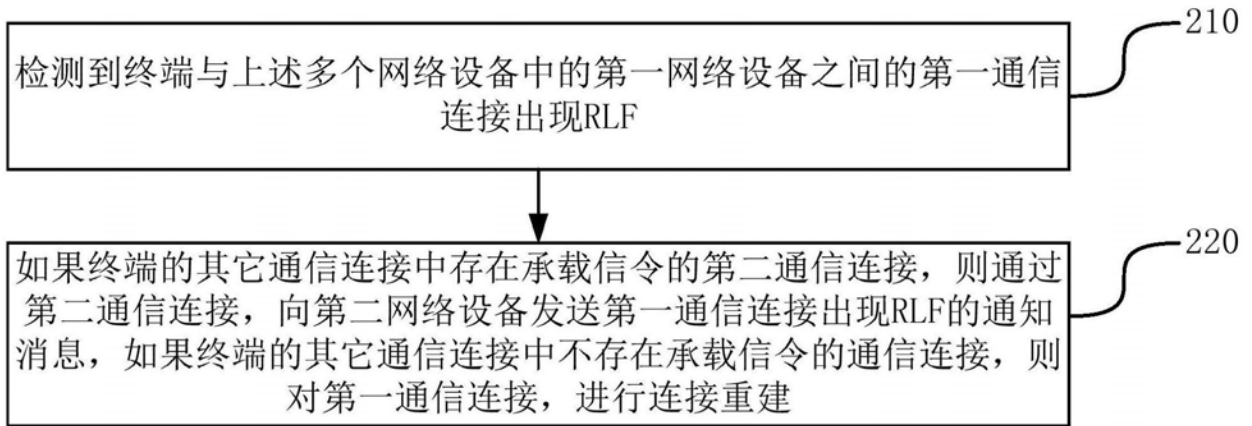 210
检测到终端与上述多个网络设备中的第一网络设备之间的第一通信
连接出现RLF
220
如果终端的其它通信连接中存在承载信令的第二通信连接，则通过
第二通信连接，向第二网络设备发送第一通信连接出现RLF的通知
消息，如果终端的其它通信连接中不存在承载信令的通信连接，则
对第一通信连接，进行连接重建